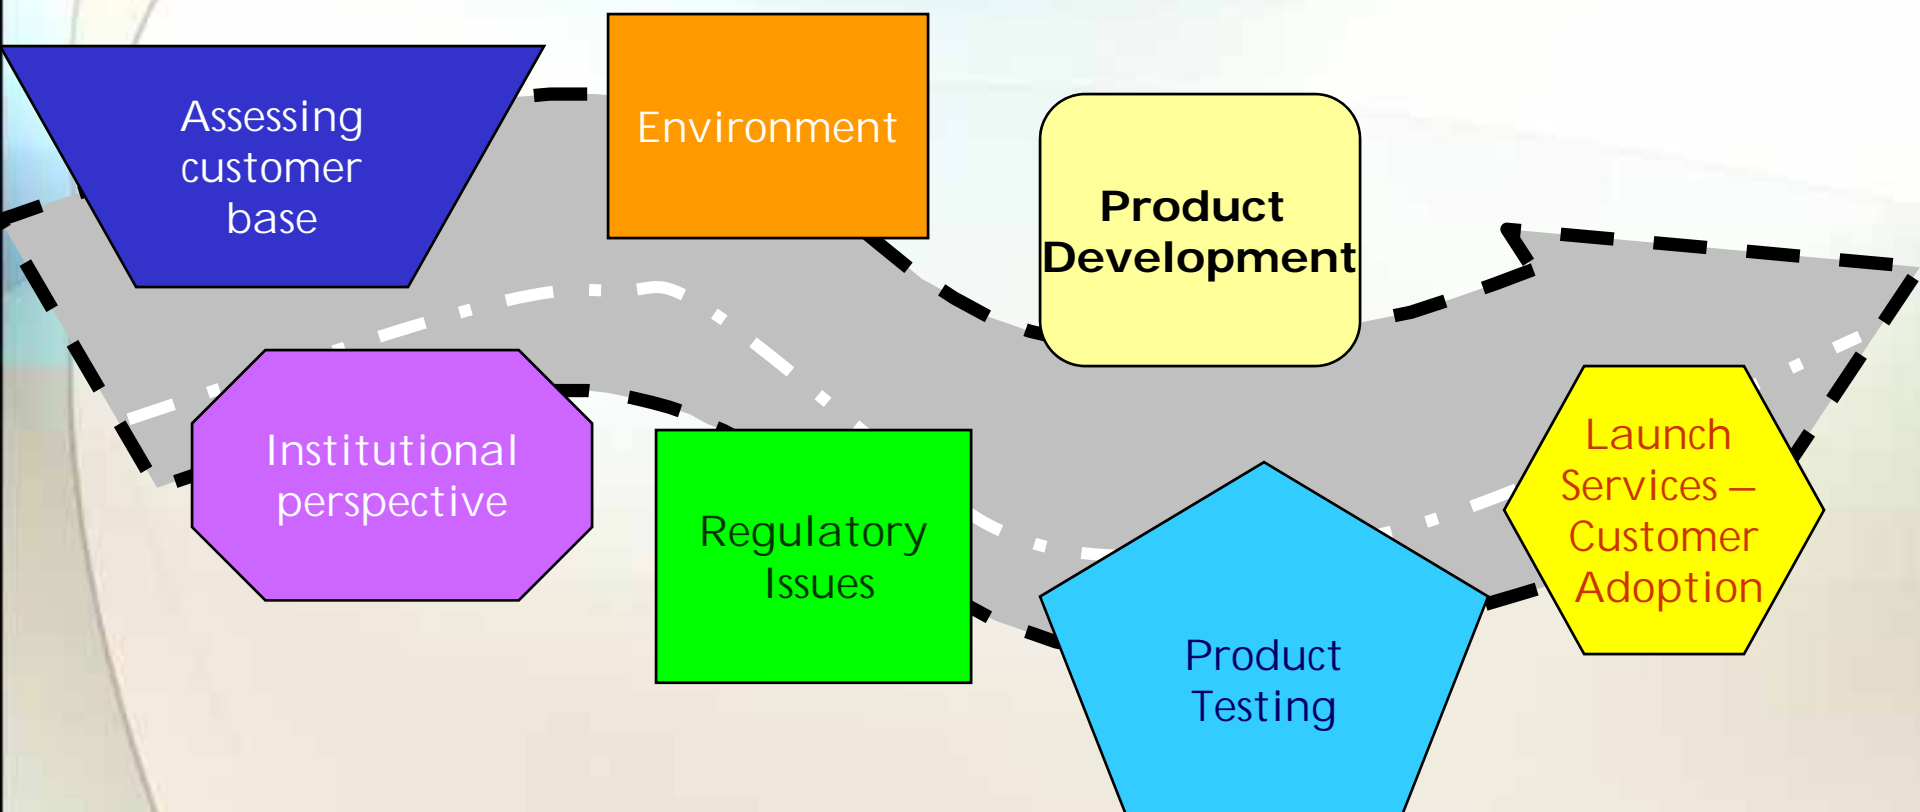 Assessing
customer
base
Environment
Product
Development
Institutional
perspective
Regulatory
Issues
Product
Testing
Launch
Services –
Customer
Adoption